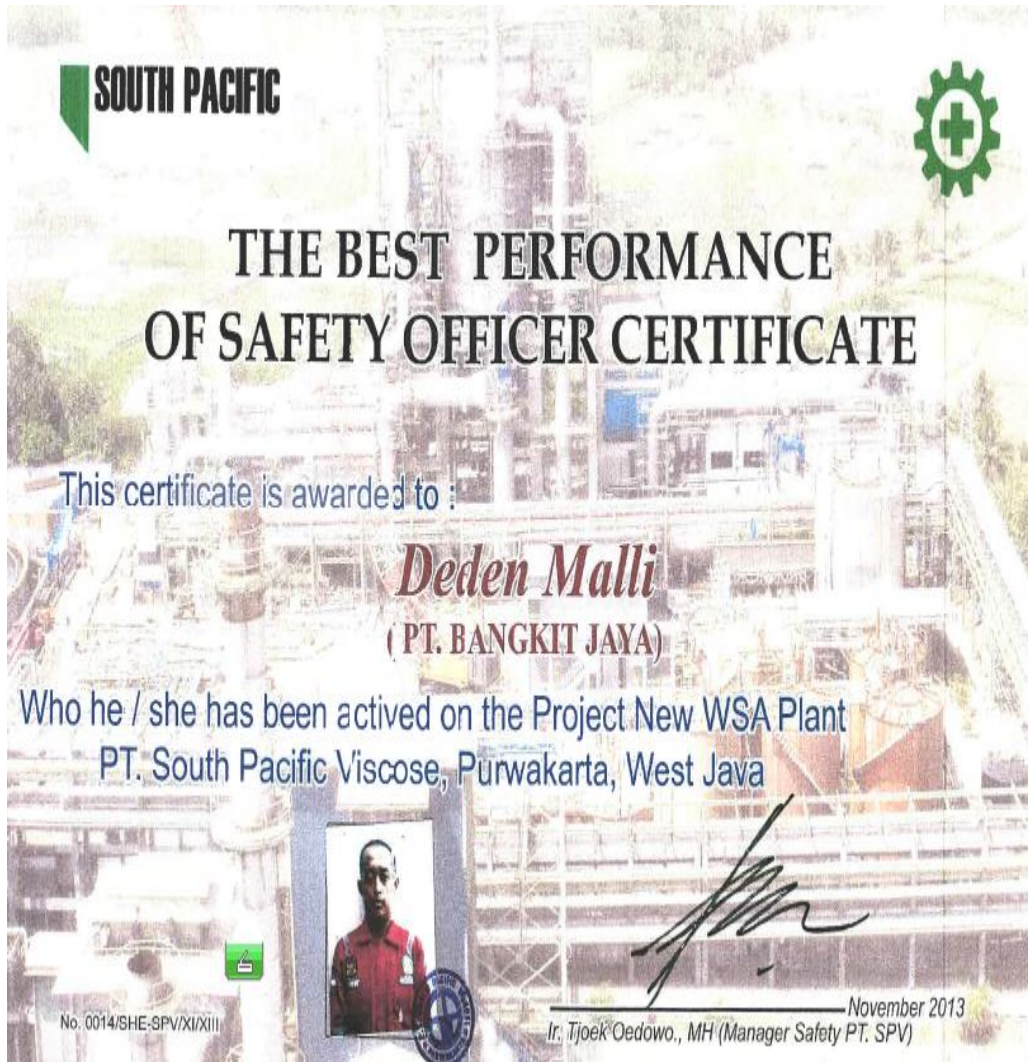 SOUTH PACIFIC
THE BEST PERFORMANCE
OF SAFETY OFFICER CERTIFICATE
This certificate is awarded to :
Deden Malli
( PT. BANGKIT JAYA)
Who he / she has been actived on the Project New WSA Plant
PT. South Pacific Viscose, Purwakarta, West Java
No. 0014/SHE-SPV/XI/XIII
November 2013
Ir. Tjoek Oedowo., MH (Manager Safety PT. SPV)